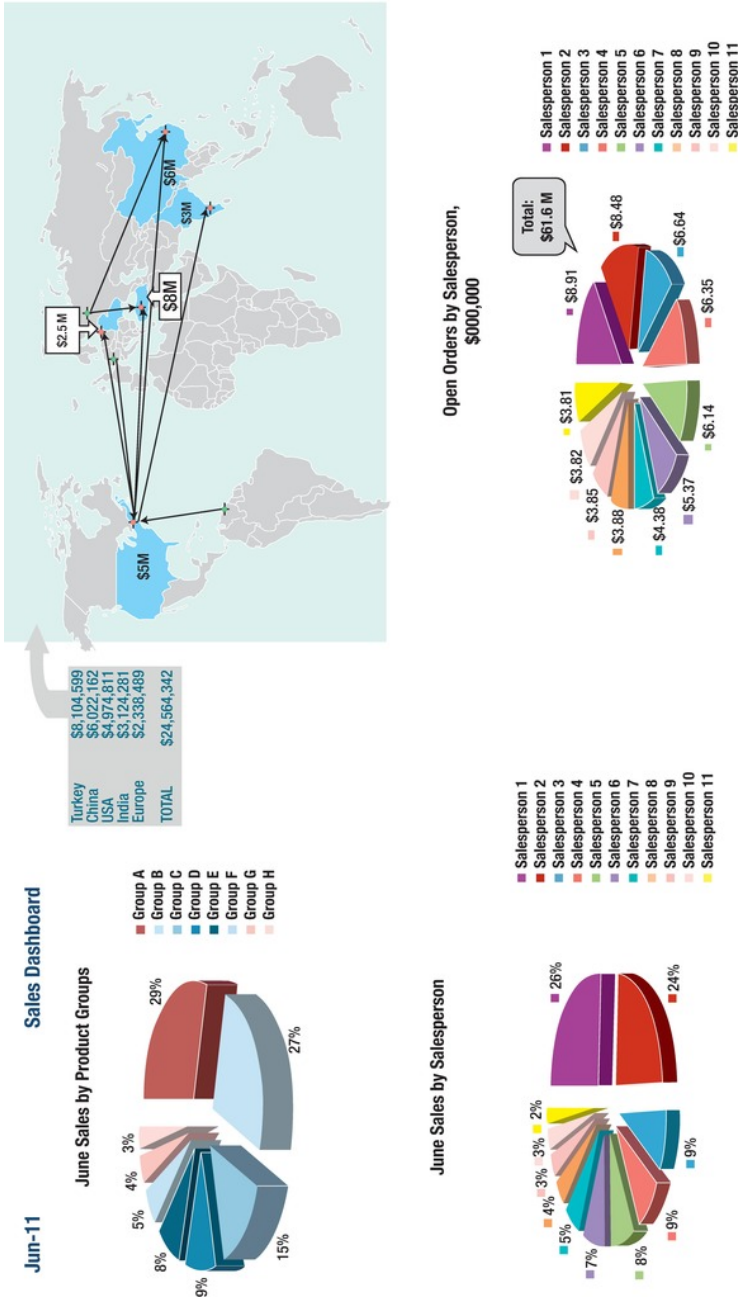 Jun-11
Sales Dashboard
June Sales by Product Groups
29%
27%
15%
9%
8%
5%
4%
3%
Group A
Group B
Group C
Group D
Group E
Group F
Group G
Group H
Turkey $8,104,599
China $6,022,162
USA $4,974,811
India $3,124,281
Europe $2,338,489
TOTAL $24,564,342
$5M
$2.5 M
$8M
$6M
$3M
June Sales by Salesperson
26%
24%
9%
9%
8%
7%
5%
4%
3%
3%
2%
Salesperson 1
Salesperson 2
Salesperson 3
Salesperson 4
Salesperson 5
Salesperson 6
Salesperson 7
Salesperson 8
Salesperson 9
Salesperson 10
Salesperson 11
Open Orders by Salesperson,
$000,000
Total:
$61.6 M
$8.91
$8.48
$6.64
$6.35
$6.14
$5.37
$4.38
$3.88
$3.85
$3.82
$3.81
Salesperson 1
Salesperson 2
Salesperson 3
Salesperson 4
Salesperson 5
Salesperson 6
Salesperson 7
Salesperson 8
Salesperson 9
Salesperson 10
Salesperson 11